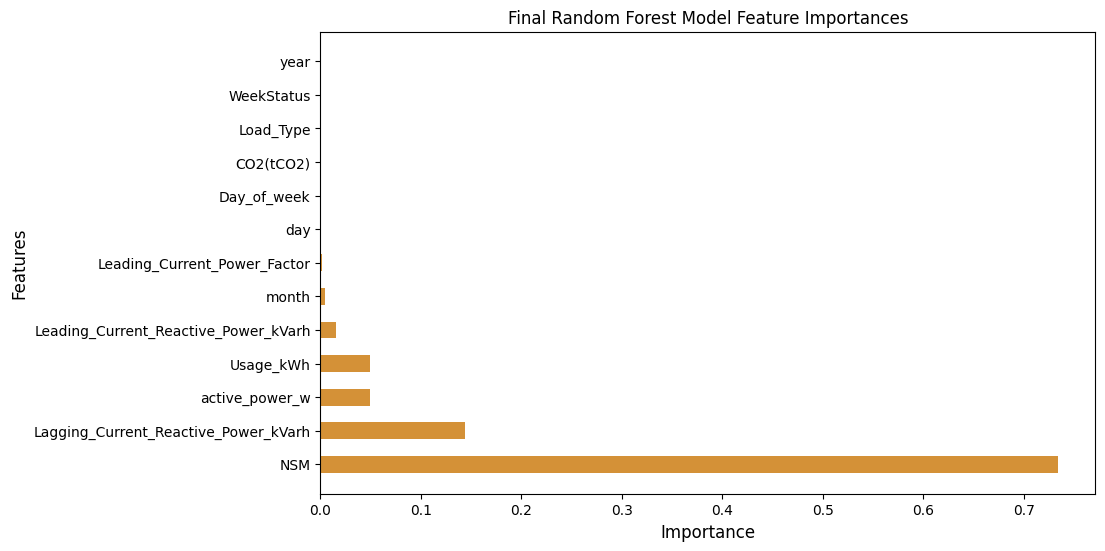 Final Random Forest Model Feature Importances
year
WeekStatus
Load_Type
CO2(tCO2)
Day_of_week
day
Leading_Current_Power_Factor
month
Leading_Current_Reactive_Power_kVarh
Usage_kWh
active_power_w
Lagging_Current_Reactive_Power_kVarh
NSM
Features
0.0 0.1 0.2 0.3 0.4 0.5 0.6 0.7
Importance